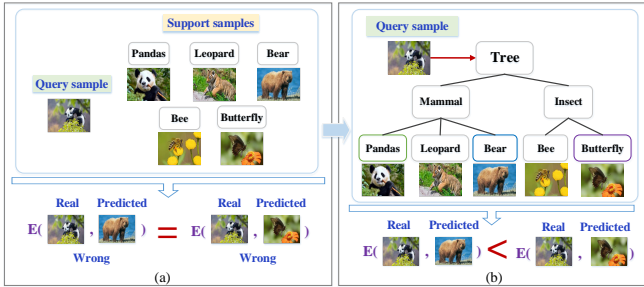 Support samples
Pandas Leopard Bear
Query sample
Bee Butterfly
Real Predicted Real Predicted
E( , ) = E( , )
Wrong Wrong
(a)
Query sample
Tree
Mammal Insect
Pandas Leopard Bear Bee Butterfly
Real Predicted Real Predicted
E( , ) < E( , )
(b)